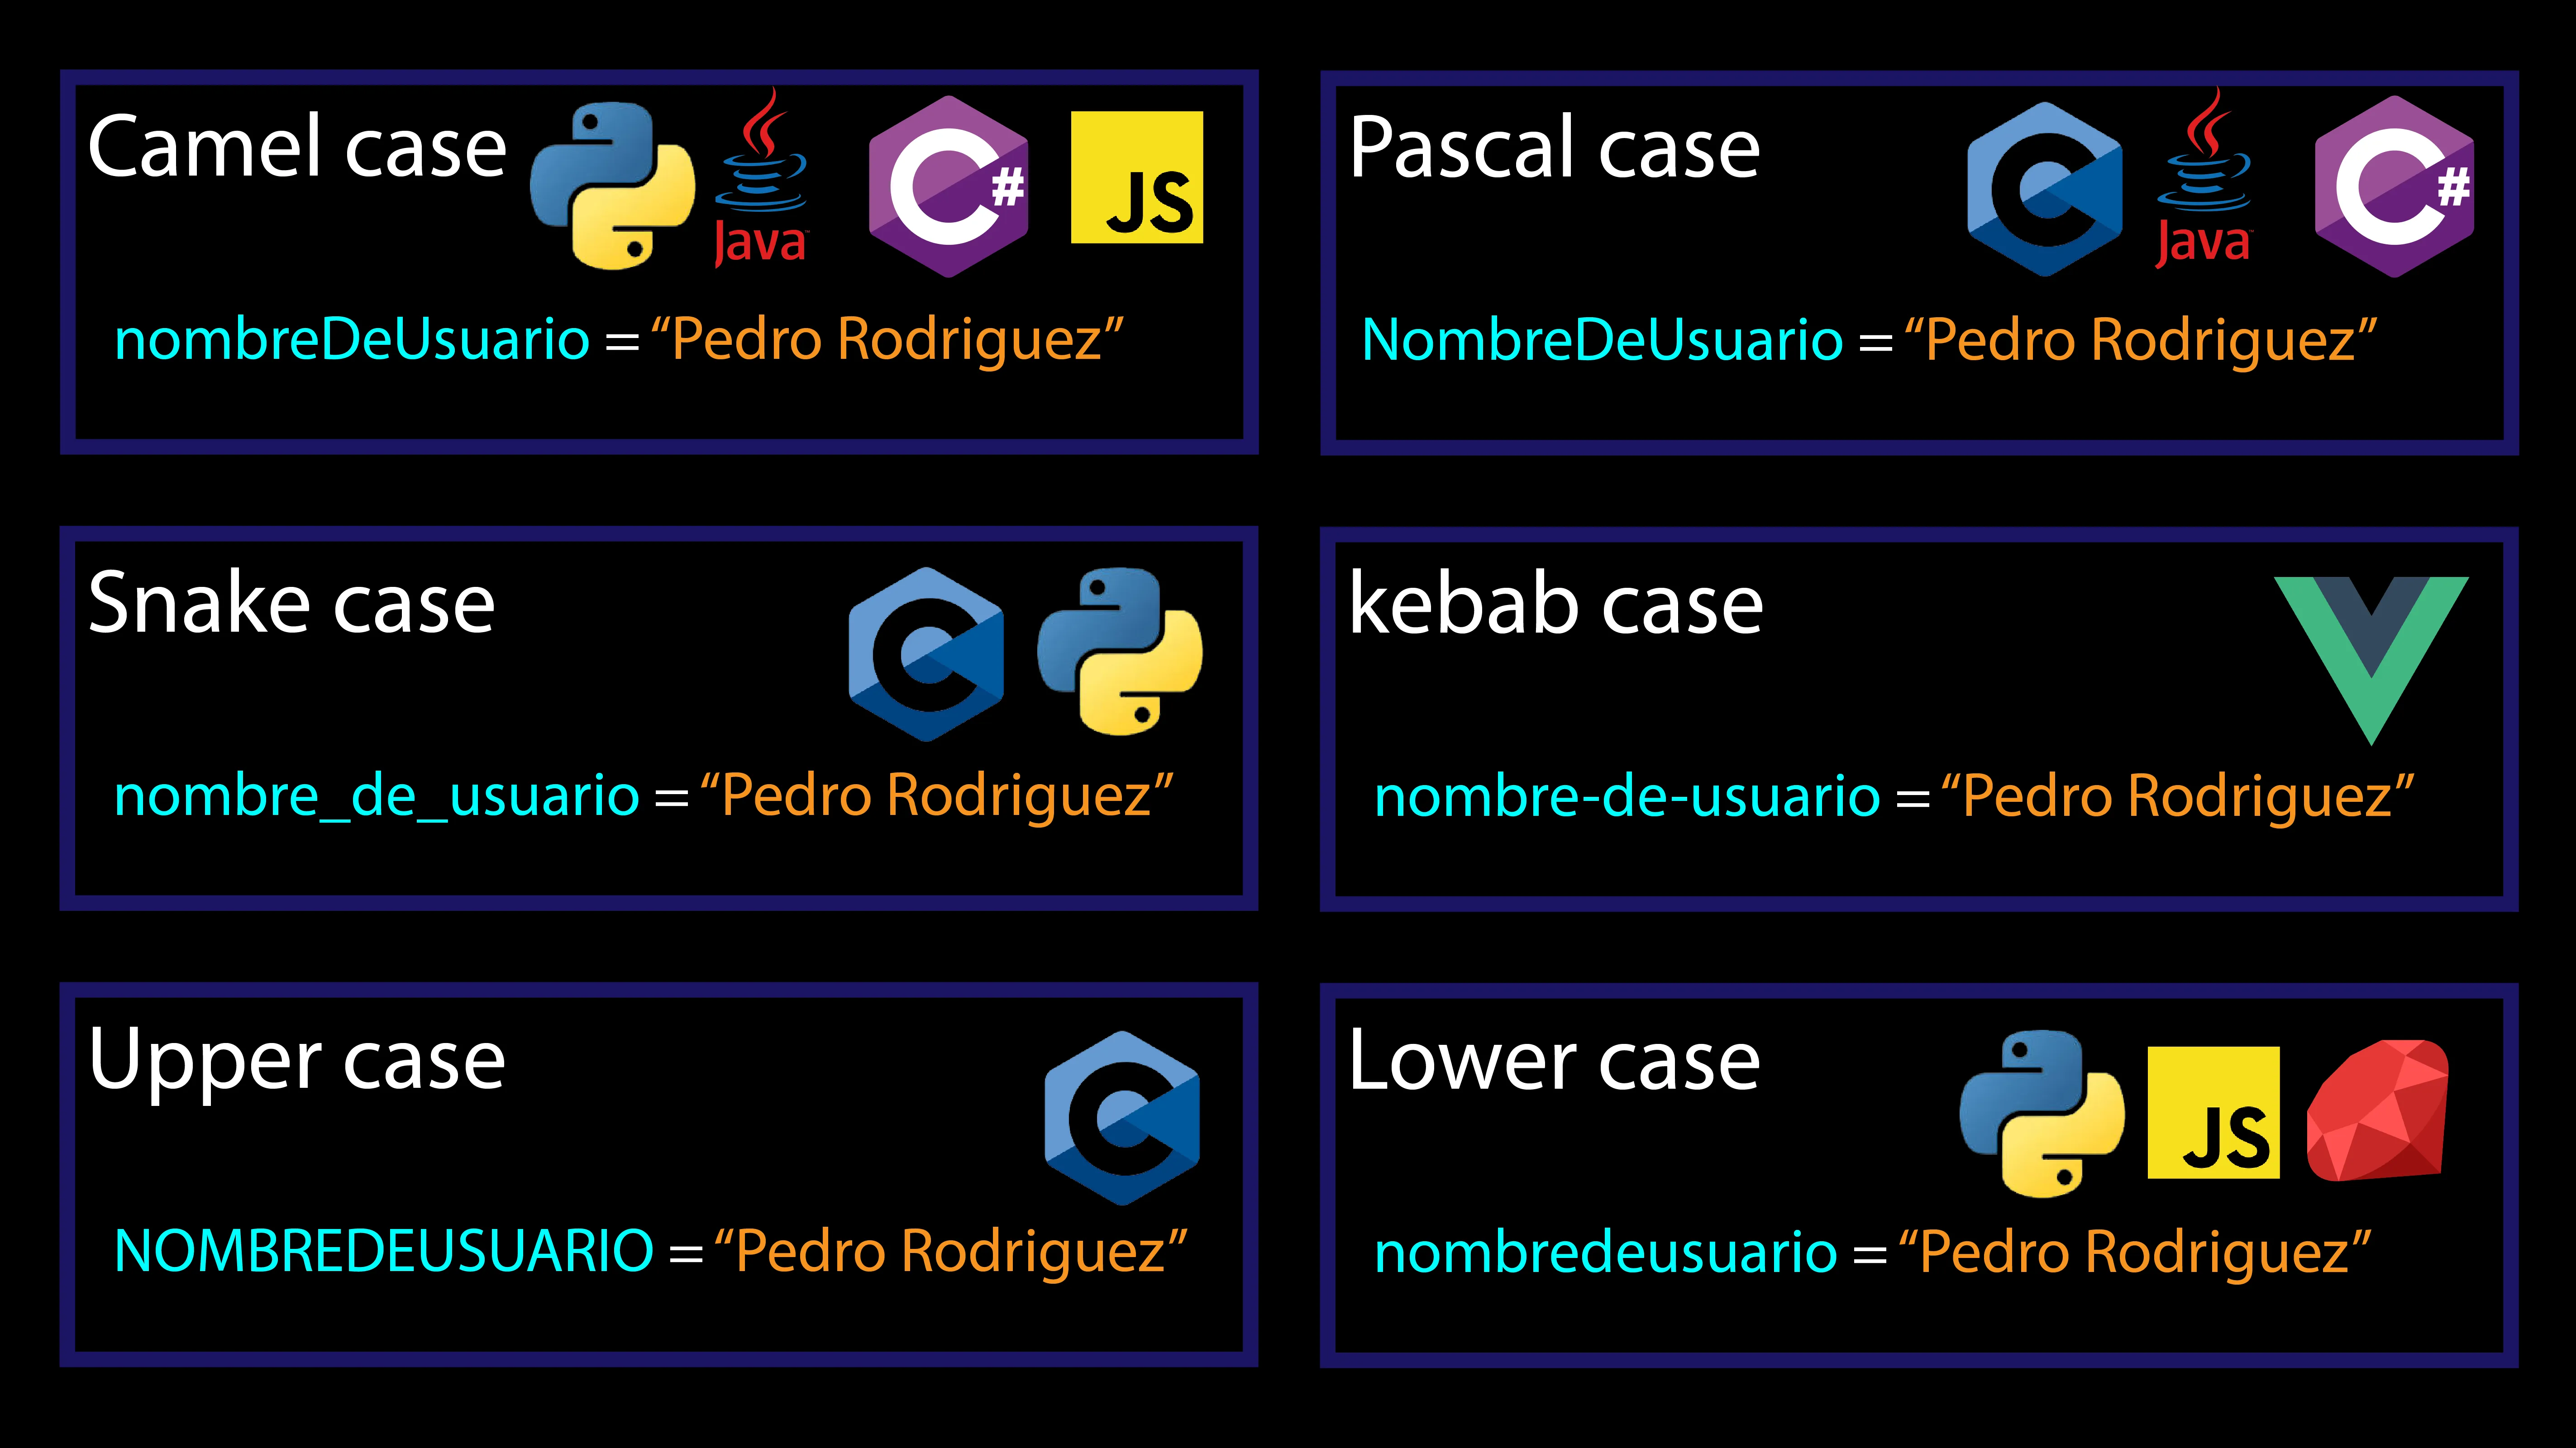 Camel case
Java
C#
JS
nombreDeUsuario = “Pedro Rodriguez”
Pascal case
C
Java
C#
NombreDeUsuario = “Pedro Rodriguez”
Snake case
C
nombre_de_usuario = “Pedro Rodriguez”
kebab case
nombre-de-usuario = “Pedro Rodriguez”
Upper case
C
NOMBREDEUSUARIO = “Pedro Rodriguez”
Lower case
JS
nombredeusuario = “Pedro Rodriguez”